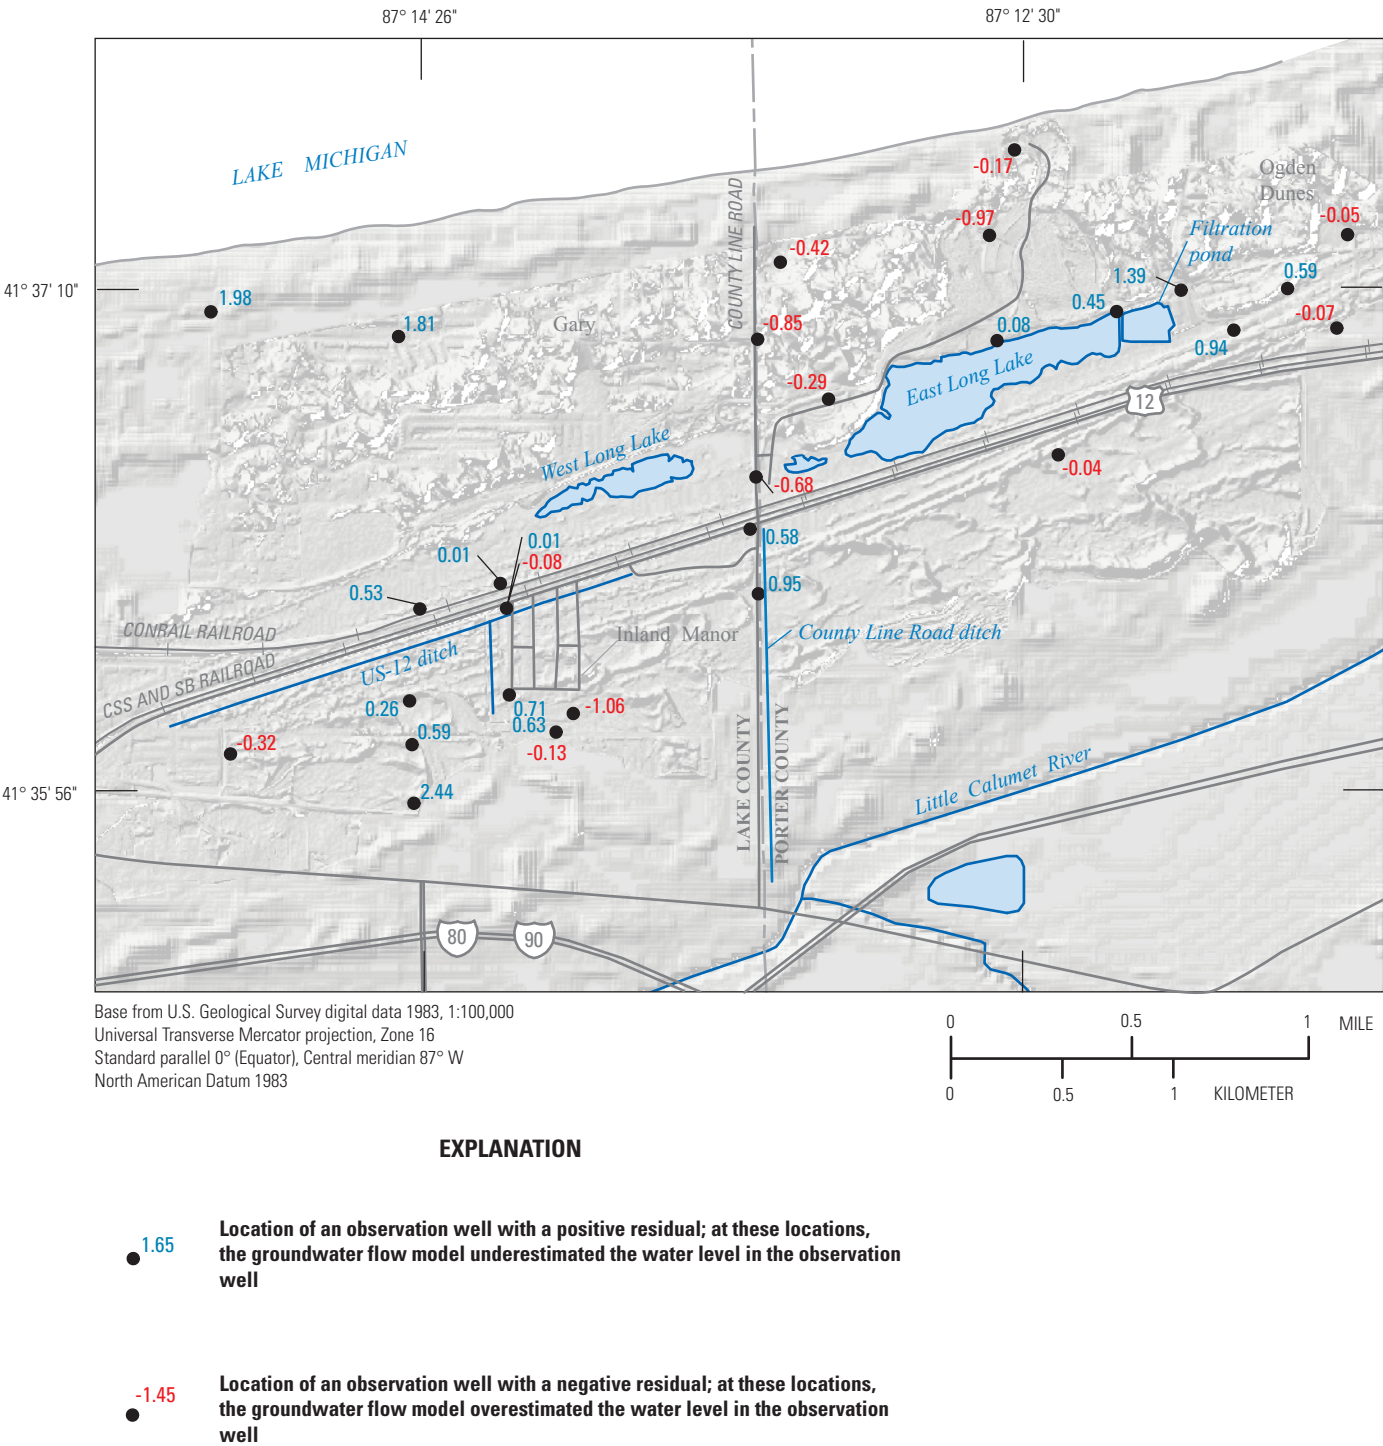 87° 14' 26"
87° 12' 30"
LAKE MICHIGAN
COUNTY LINE ROAD
Ogden
Dunes
-0.17
-0.97
-0.05
-0.42
Filtration
pond
41° 37' 10"
1.98
1.81
Gary
-0.85
1.39
0.45
0.08
0.59
-0.07
0.94
-0.29
East Long Lake
12
West Long Lake
-0.68
-0.04
0.01
0.01
-0.08
0.58
0.53
0.95
CONRAIL RAILROAD
CSS AND SB RAILROAD
US-12 ditch
Inland Manor
County Line Road ditch
0.26
0.71
0.63
-1.06
-0.13
-0.32
0.59
2.44
41° 35' 56"
LAKE COUNTY
PORTER COUNTY
Little Calumet River
80
90
Base from U.S. Geological Survey digital data 1983, 1:100,000
Universal Transverse Mercator projection, Zone 16
Standard parallel 0° (Equator), Central meridian 87° W
North American Datum 1983
0 0.5 1 MILE
0 0.5 1 KILOMETER
EXPLANATION
1.65
Location of an observation well with a positive residual; at these locations,
the groundwater flow model underestimated the water level in the observation
well
-1.45
Location of an observation well with a negative residual; at these locations,
the groundwater flow model overestimated the water level in the observation
well